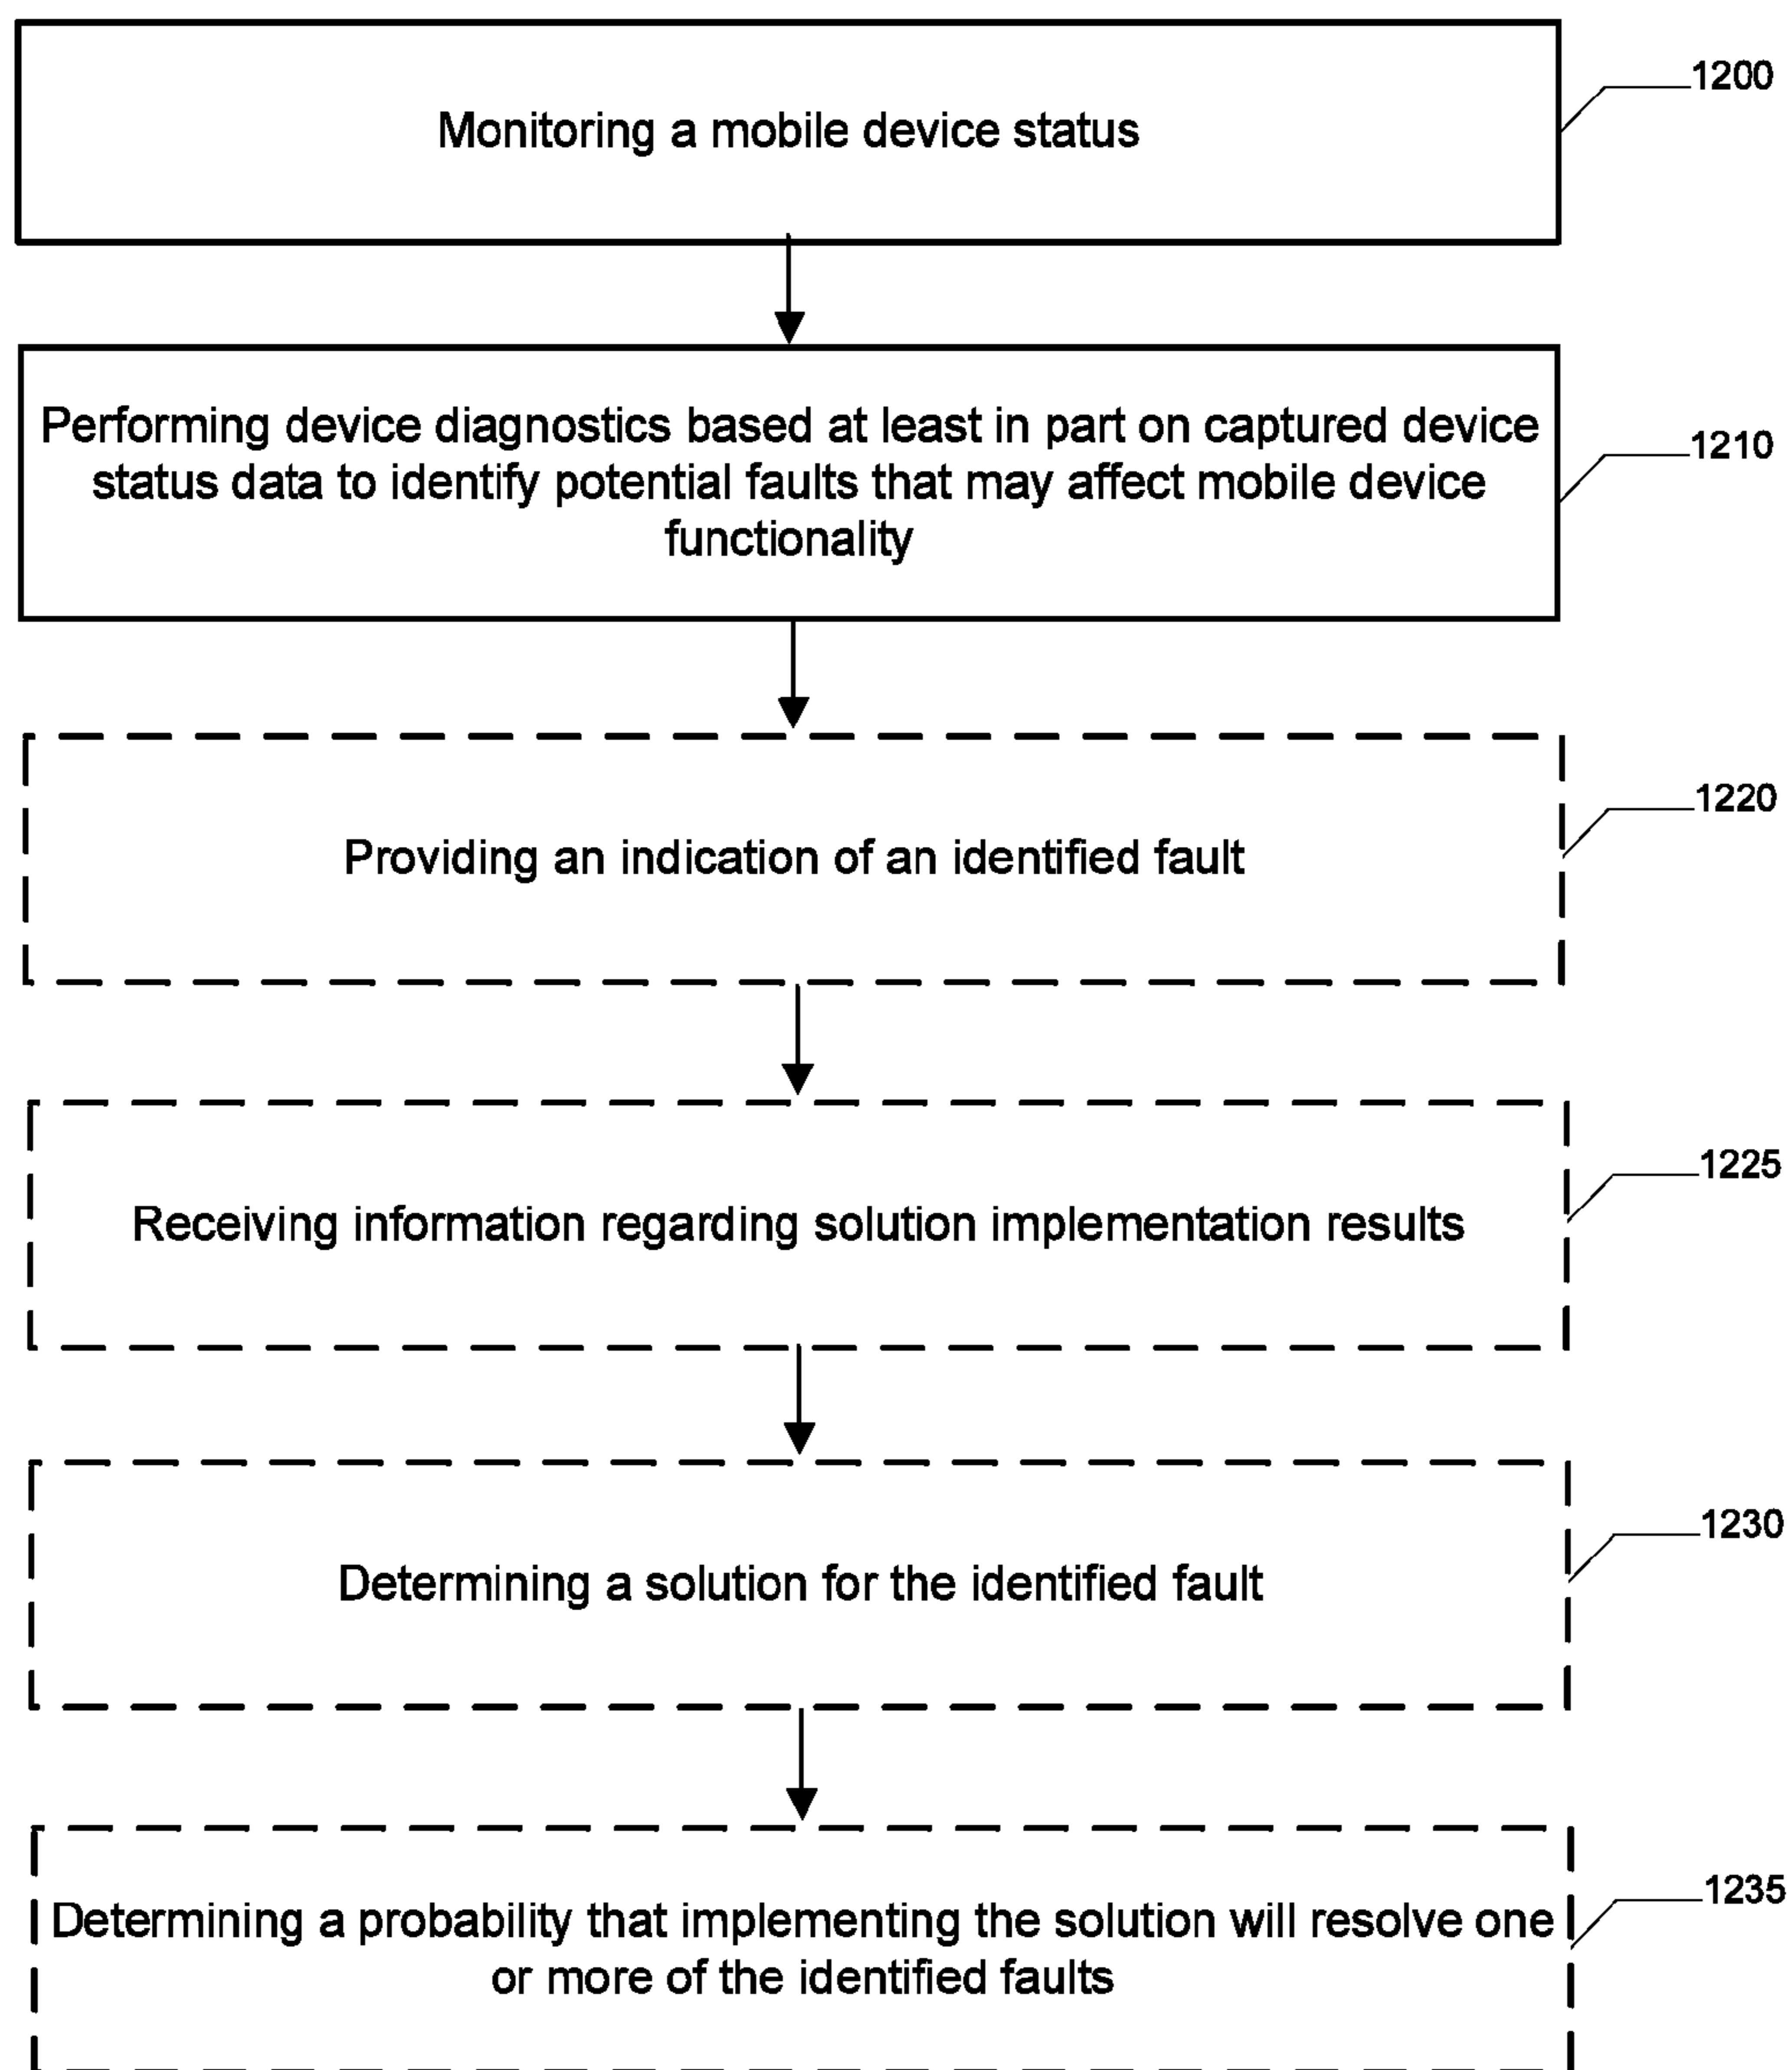 Monitoring a mobile device status
1200
Performing device diagnostics based at least in part on captured device
status data to identify potential faults that may affect mobile device
functionality
1210
Providing an indication of an identified fault
1220
Receiving information regarding solution implementation results
1225
Determining a solution for the identified fault
1230
Determining a probability that implementing the solution will resolve one
or more of the identified faults
1235